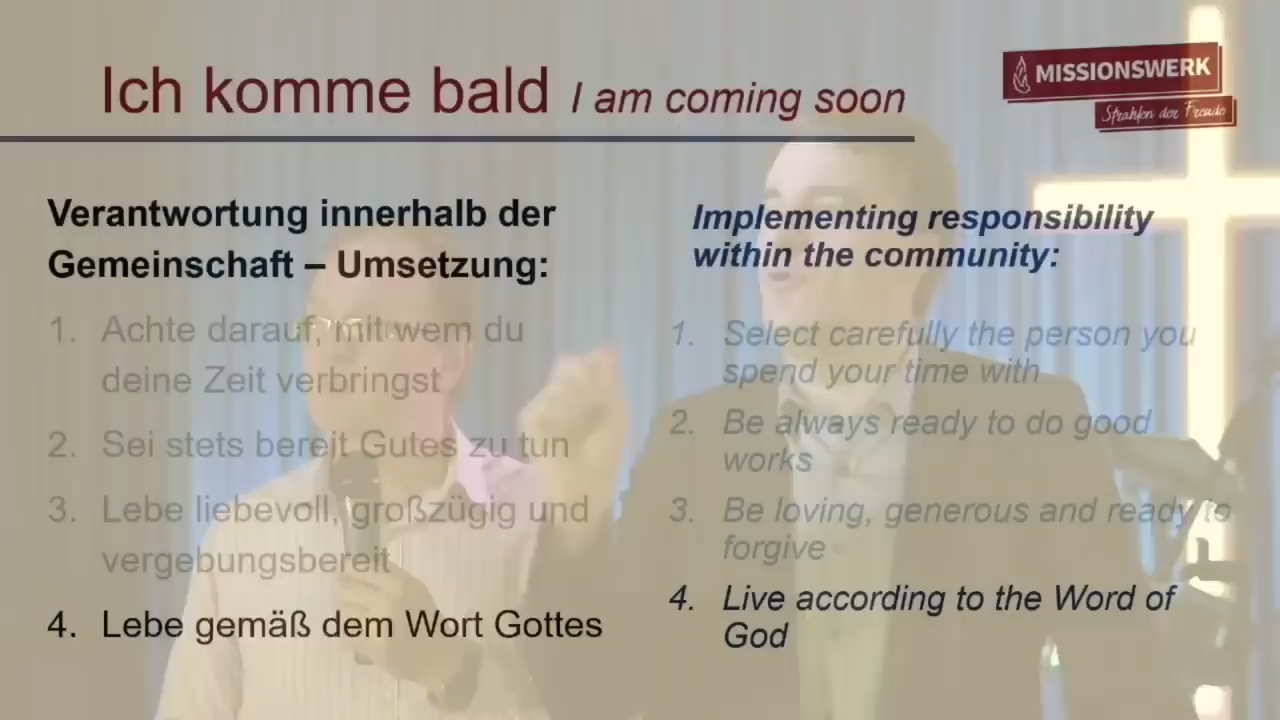 Ich komme bald I am coming soon
MISSIONSWERK
Strahlen der Freude
Verantwortung innerhalb der
Gemeinschaft – Umsetzung:
1. Achte darauf, mit wem du
deine Zeit verbringst
2. Sei stets bereit Gutes zu tun
3. Lebe liebevoll, großzügig und
vergebungsbereit
4. Lebe gemäß dem Wort Gottes
Implementing responsibility
within the community:
1. Select carefully the person you
spend your time with
2. Be always ready to do good
works
3. Be loving, generous and ready to
forgive
4. Live according to the Word of
God